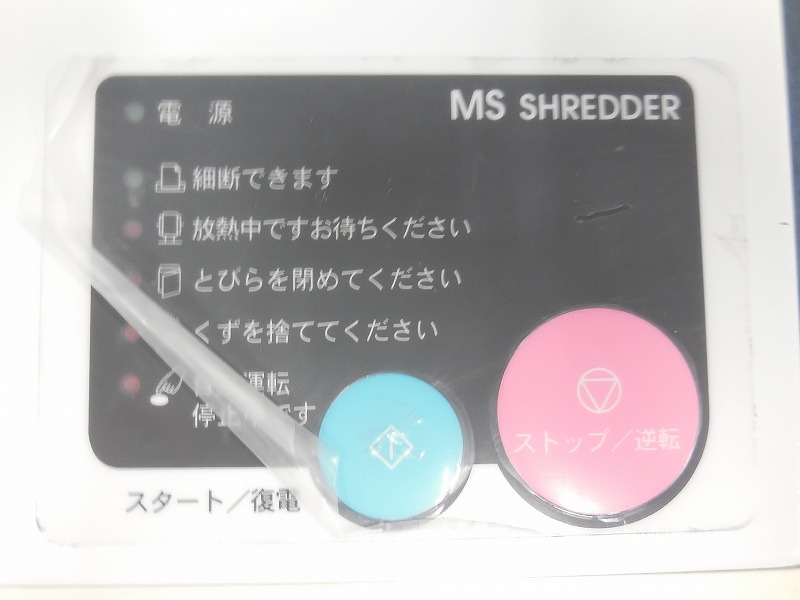 電 源
MS SHREDDER
細断できます
放熱中ですお待ちください
とびらを閉めてください
くずを捨ててください
運転
停止 です
ストップ／逆転
スタート／復電